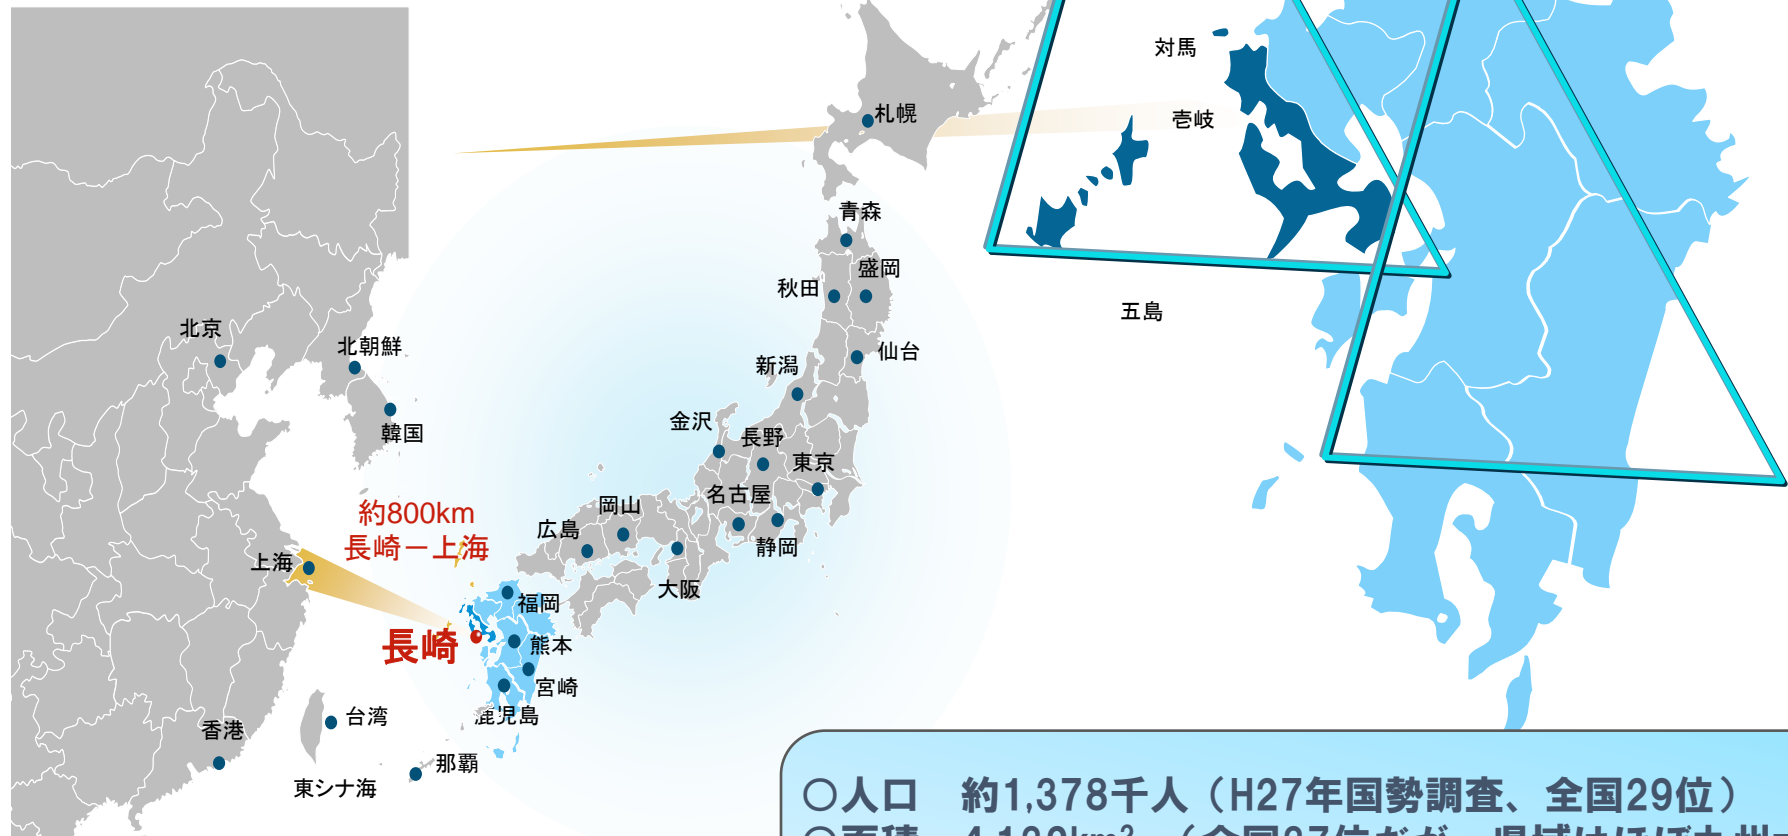 対馬
壱岐
五島
札幌
青森
盛岡
秋田
仙台
新潟
金沢
長野
東京
名古屋
静岡
岡山
広島
大阪
北京
北朝鮮
韓国
約800km
長崎－上海
上海
長崎
福岡
熊本
宮崎
鹿児島
台湾
香港
那覇
東シナ海
○人口　約1,378千人（H27年国勢調査、全国29位）
○面積